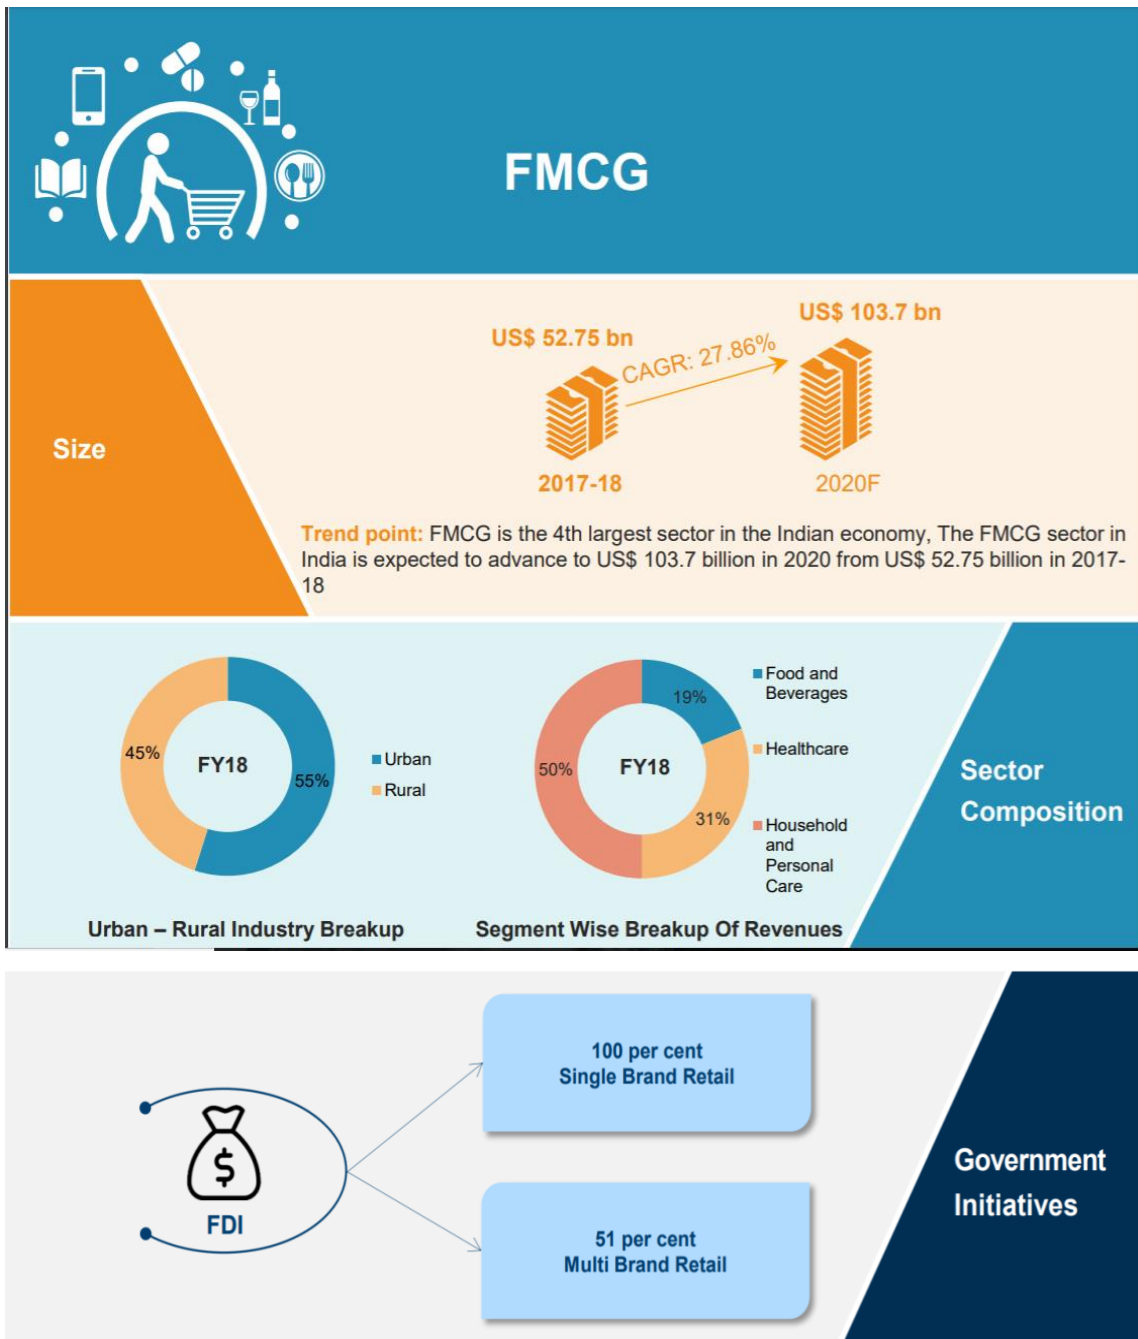 FMCG
Size
US$ 52.75 bn
CAGR: 27.86%
US$ 103.7 bn
2017-18
2020F
Trend point: FMCG is the 4th largest sector in the Indian economy, The FMCG sector in
India is expected to advance to US$ 103.7 billion in 2020 from US$ 52.75 billion in 2017-
18
45%
FY18
55%
Urban
Rural
Urban – Rural Industry Breakup
19%
50%
FY18
31%
Food and
Beverages
Healthcare
Household
and
Personal
Care
Segment Wise Breakup Of Revenues
Sector
Composition
$
FDI
100 per cent
Single Brand Retail
51 per cent
Multi Brand Retail
Government
Initiatives